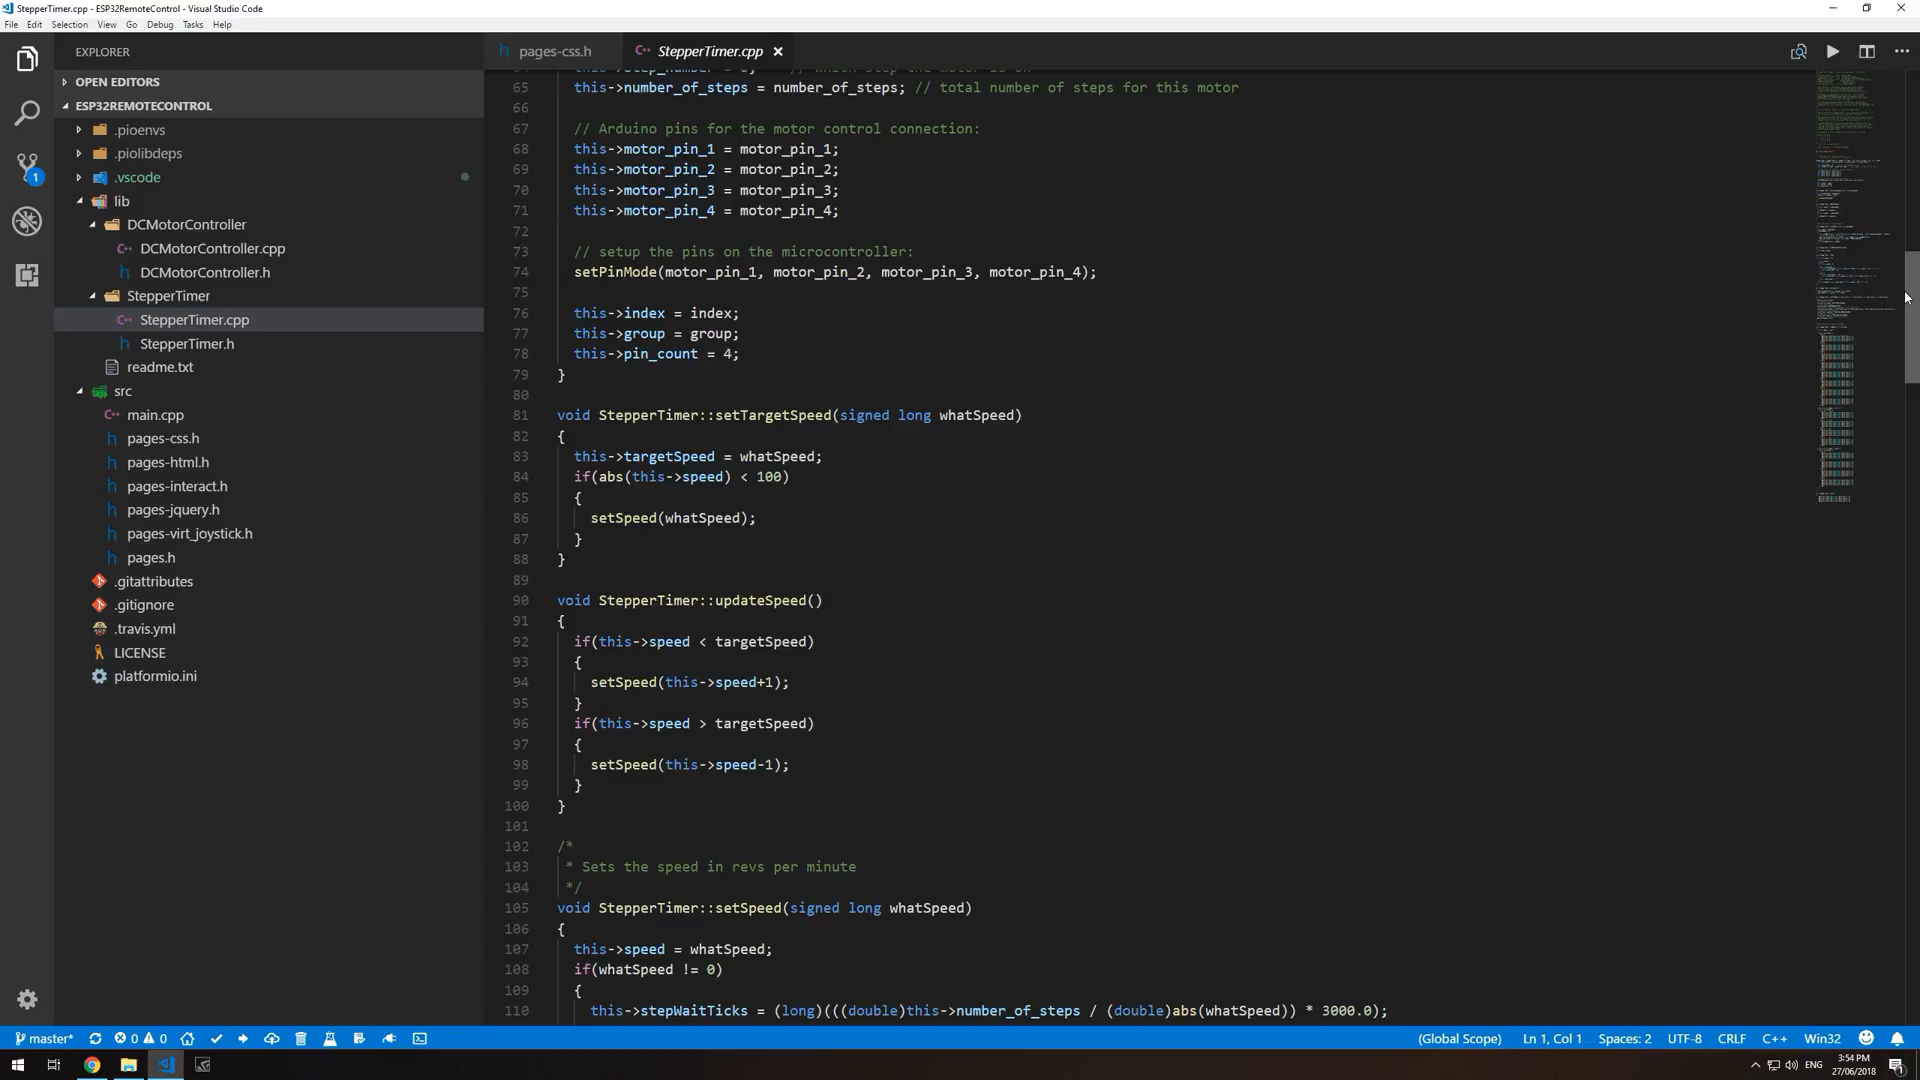 StepperTimer.cpp - ESP32RemoteControl - Visual Studio Code
File Edit Selection View Go Debug Tasks Help
EXPLORER
OPEN EDITORS
ESP32REMOTECONTROL
.pioenvs
.piolibdeps
.vscode
lib
DCMotorController
DCMotorController.cpp
DCMotorController.h
StepperTimer
StepperTimer.cpp
StepperTimer.h
readme.txt
src
main.cpp
pages-css.h
pages-html.h
pages-interact.h
pages-jquery.h
pages-virt_joystick.h
pages.h
.gitattributes
.gitignore
.travis.yml
LICENSE
platformio.ini
1
pages-css.h StepperTimer.cpp
65 this->number_of_steps = number_of_steps; // total number of steps for this motor
66
67 // Arduino pins for the motor control connection:
68 this->motor_pin_1 = motor_pin_1;
69 this->motor_pin_2 = motor_pin_2;
70 this->motor_pin_3 = motor_pin_3;
71 this->motor_pin_4 = motor_pin_4;
72
73 // setup the pins on the microcontroller:
74 setPinMode(motor_pin_1, motor_pin_2, motor_pin_3, motor_pin_4);
75
76 this->index = index;
77 this->group = group;
78 this->pin_count = 4;
79 }
80
81 void StepperTimer::setTargetSpeed(signed long whatSpeed)
82 {
83 this->targetSpeed = whatSpeed;
84 if(abs(this->speed) < 100)
85 {
86 setSpeed(whatSpeed);
87 }
88 }
89
90 void StepperTimer::updateSpeed()
91 {
92 if(this->speed < targetSpeed)
93 {
94 setSpeed(this->speed+1);
95 }
96 if(this->speed > targetSpeed)
97 {
98 setSpeed(this->speed-1);
99 }
100 }
101
102 /*
103 * Sets the speed in revs per minute
104 */
105 void StepperTimer::setSpeed(signed long whatSpeed)
106 {
107 this->speed = whatSpeed;
108 if(whatSpeed != 0)
109 {
110 this->stepWaitTicks = (long)(((double)this->number_of_steps / (double)abs(whatSpeed)) * 3000.0);
master* 0 0 (Global Scope) Ln 1, Col 1 Spaces: 2 UTF-8 CRLF C++ Win32
ENG 3:54 PM
27/06/2018